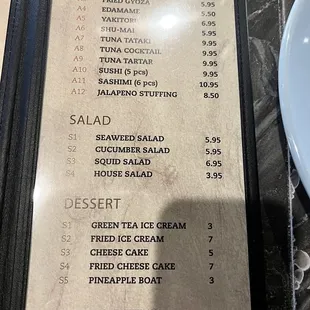 FRIED GYOZA 5.95
A4 EDAMAME 5.50
A5 YAKITORI 6.95
A6 SHU-MAI 5.95
A7 TUNA TATAKI 9.95
A8 TUNA COCKTAIL 9.95
A9 TUNA TARTAR 9.95
A10 SUSHI (5 pcs) 9.95
A11 SASHIMI (6 pcs) 10.95
A12 JALAPENO STUFFING 8.50
SALAD
S1 SEAWEED SALAD 5.95
S2 CUCUMBER SALAD 5.95
S3 SQUID SALAD 6.95
S4 HOUSE SALAD 3.95
DESSERT
S1 GREEN TEA ICE CREAM 3
S2 FRIED ICE CREAM 7
S3 CHEESE CAKE 5
S4 FRIED CHEESE CAKE 7
S5 PINEAPPLE BOAT 3